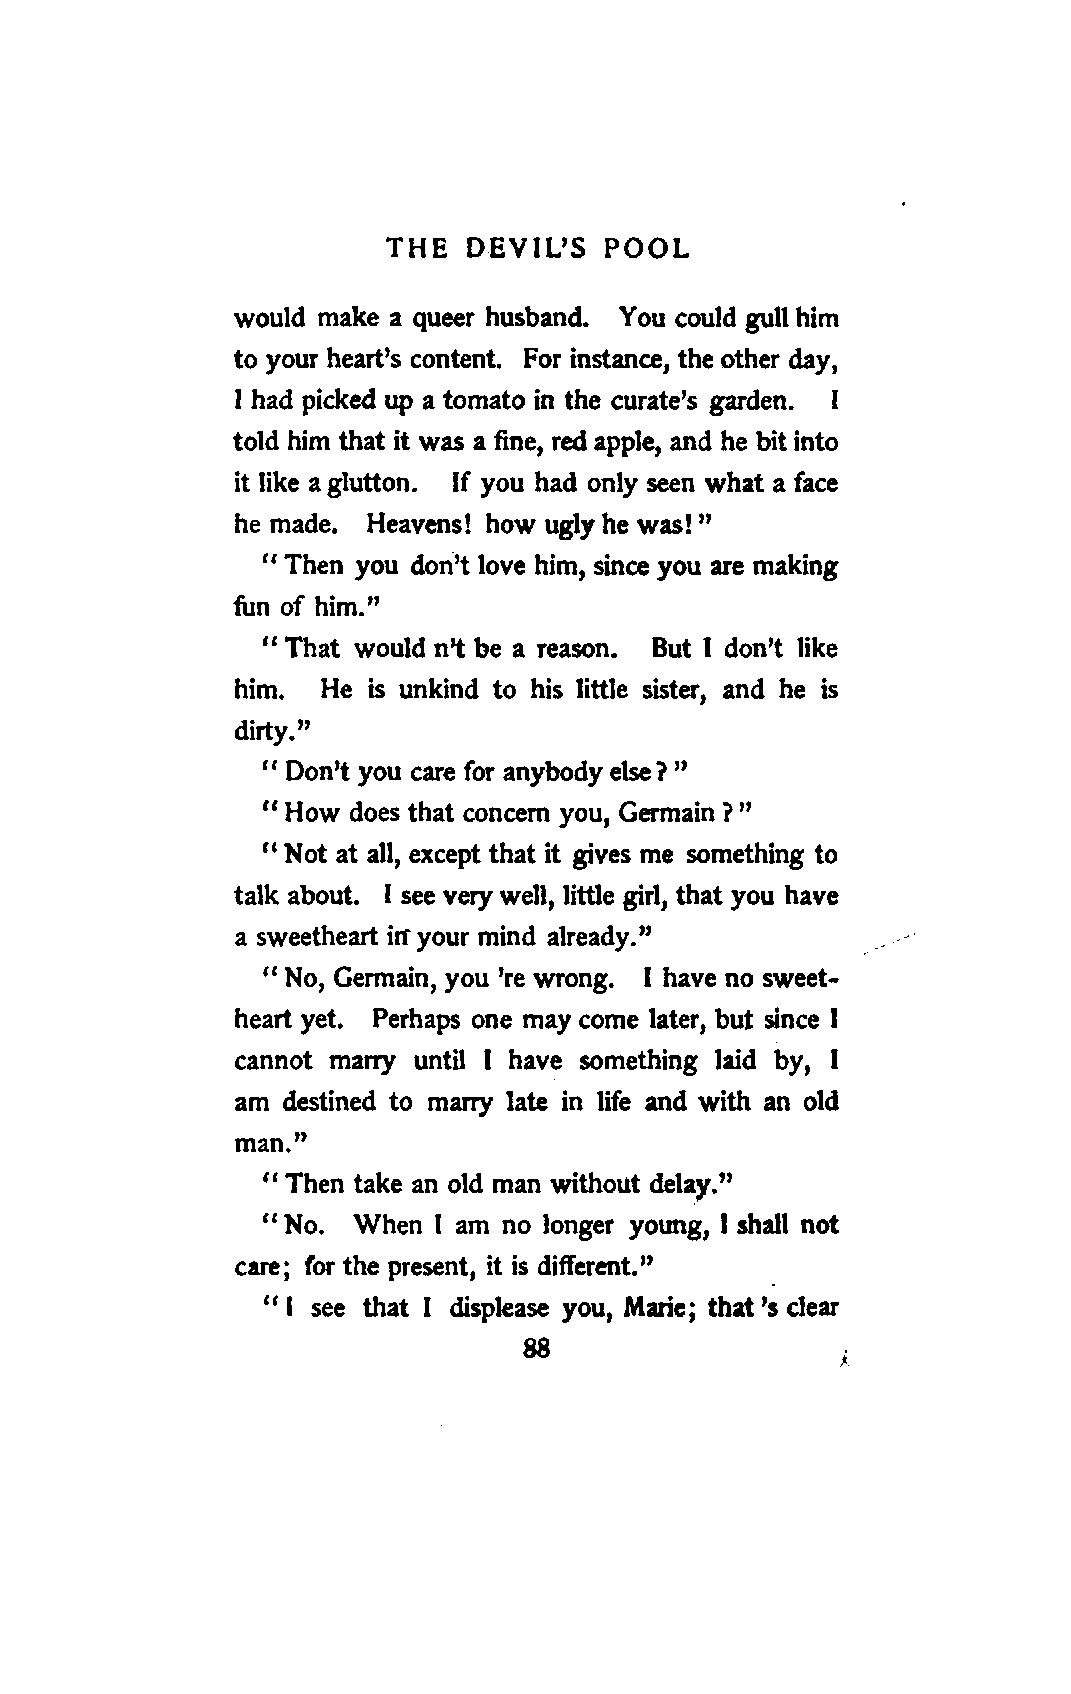 THE DEVIL'S POOL
would make a queer husband. You could gull him
to your heart's content. For instance, the other day,
I had picked up a tomato in the curate's garden. I
told him that it was a fine, red apple, and he bit into
it like a glutton. If you had only seen what a face
he made. Heavens! how ugly he was!"
"Then you don't love him, since you are making
fun of him."
"That would n't be a reason. But I don't like
him. He is unkind to his little sister, and he is
dirty."
"Don't you care for anybody else?"
"How does that concern you, Germain?"
"Not at all, except that it gives me something to
talk about. I see very well, little girl, that you have
a sweetheart in your mind already."
"No, Germain, you 're wrong. I have no sweet-
heart yet. Perhaps one may come later, but since I
cannot marry until I have something laid by, I
am destined to marry late in life and with an old
man."
"Then take an old man without delay."
"No. When I am no longer young, I shall not
care; for the present, it is different."
"I see that I displease you, Marie; that 's clear
88